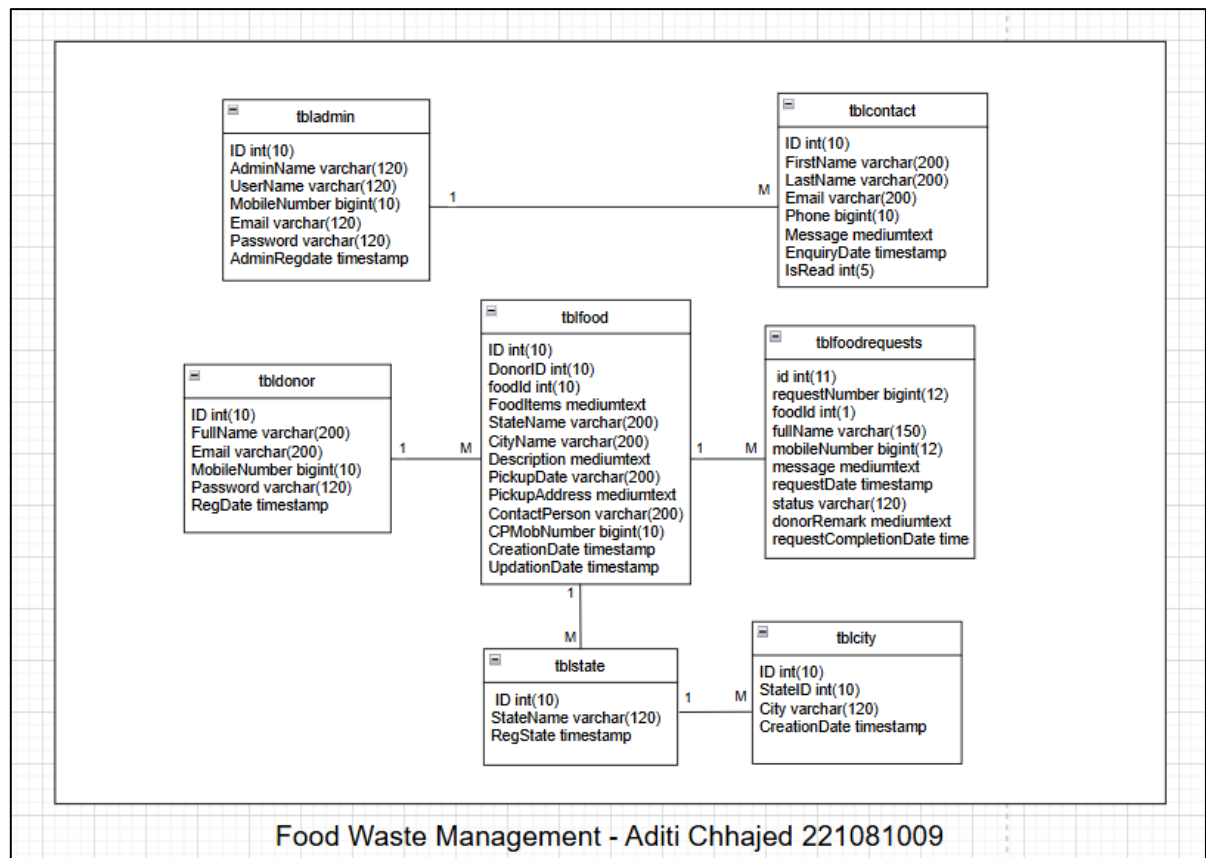 tbladmin
ID int(10)
AdminName varchar(120)
UserName varchar(120)
MobileNumber bigint(10)
Email varchar(120)
Password varchar(120)
AdminRegdate timestamp
1
M
tblcontact
ID int(10)
FirstName varchar(200)
LastName varchar(200)
Email varchar(200)
Phone bigint(10)
Message mediumtext
EnquiryDate timestamp
IsRead int(5)
tbldonor
ID int(10)
FullName varchar(200)
Email varchar(200)
MobileNumber bigint(10)
Password varchar(120)
RegDate timestamp
1
M
tblfood
ID int(10)
DonorID int(10)
foodId int(10)
FoodItems mediumtext
StateName varchar(200)
CityName varchar(200)
Description mediumtext
PickupDate varchar(200)
PickupAddress mediumtext
ContactPerson varchar(200)
CPMobNumber bigint(10)
CreationDate timestamp
UpdationDate timestamp
1
M
tblfoodrequests
id int(11)
requestNumber bigint(12)
foodId int(1)
fullName varchar(150)
mobileNumber bigint(12)
message mediumtext
requestDate timestamp
status varchar(120)
donorRemark mediumtext
requestCompletionDate time
1
M
tblstate
ID int(10)
StateName varchar(120)
RegState timestamp
1
M
tblcity
ID int(10)
StateID int(10)
City varchar(120)
CreationDate timestamp
Food Waste Management - Aditi Chhajed 221081009